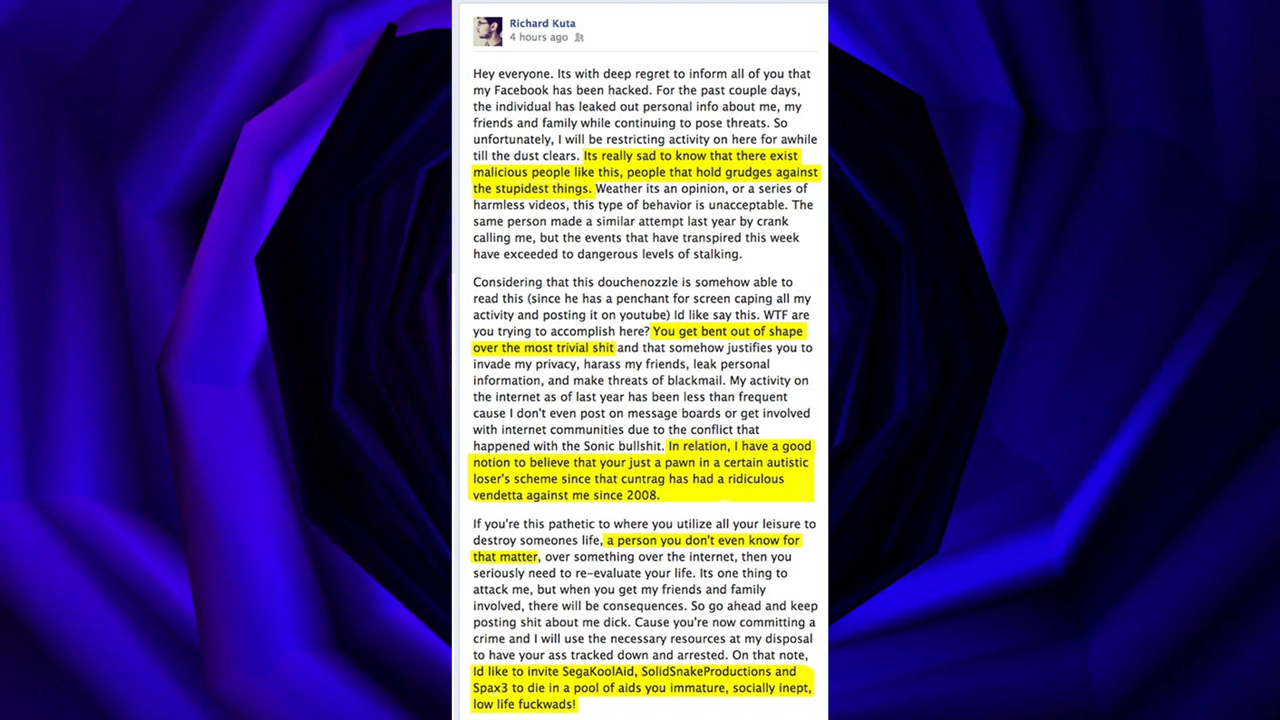 Richard Kuta
4 hours ago
Hey everyone. Its with deep regret to inform all of you that
my Facebook has been hacked. For the past couple days,
the individual has leaked out personal info about me, my
friends and family while continuing to pose threats. So
unfortunately, I will be restricting activity on here for awhile
till the dust clears. Its really sad to know that there exist
malicious people like this, people that hold grudges against
the stupidest things. Weather its an opinion, or a series of
harmless videos, this type of behavior is unacceptable. The
same person made a similar attempt last year by crank
calling me, but the events that have transpired this week
have exceeded to dangerous levels of stalking.
Considering that this douchenozzle is somehow able to
read this (since he has a penchant for screen caping all my
activity and posting it on youtube) Id like say this. WTF are
you trying to accomplish here? You get bent out of shape
over the most trivial shit and that somehow justifies you to
invade my privacy, harass my friends, leak personal
information, and make threats of blackmail. My activity on
the internet as of last year has been less than frequent
cause I don't even post on message boards or get involved
with internet communities due to the conflict that
happened with the Sonic bullshit. In relation, I have a good
notion to believe that your just a pawn in a certain autistic
loser's scheme since that cuntrag has had a ridiculous
vendetta against me since 2008.
If you're this pathetic to where you utilize all your leisure to
destroy someones life, a person you don't even know for
that matter, over something over the internet, then you
seriously need to re-evaluate your life. Its one thing to
attack me, but when you get my friends and family
involved, there will be consequences. So go ahead and keep
posting shit about me dick. Cause you're now committing a
crime and I will use the necessary resources at my disposal
to have your ass tracked down and arrested. On that note,
Id like to invite SegaKoolAid, SolidSnakeProductions and
Spax3 to die in a pool of aids you immature, socially inept,
low life fuckwads!